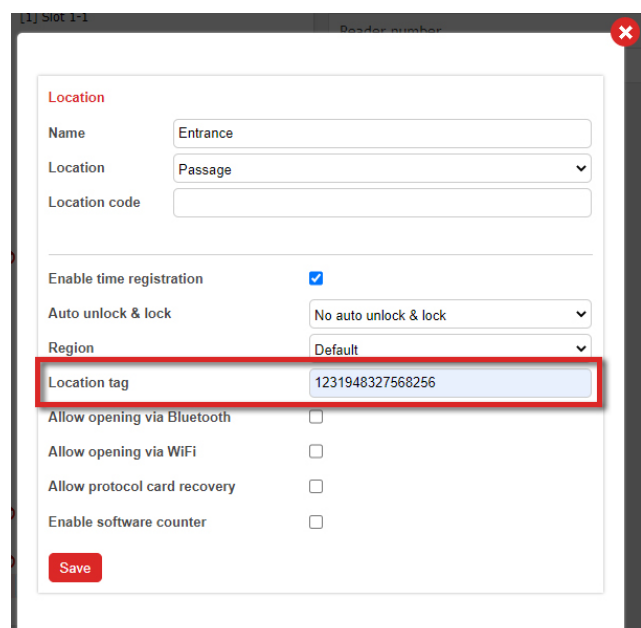 [1] Slot 1-1
Reader number
Location
Name Entrance
Location Passage
Location code
Enable time registration
Auto unlock & lock No auto unlock & lock
Region Default
Location tag 1231948327568256
Allow opening via Bluetooth
Allow opening via WiFi
Allow protocol card recovery
Enable software counter
Save